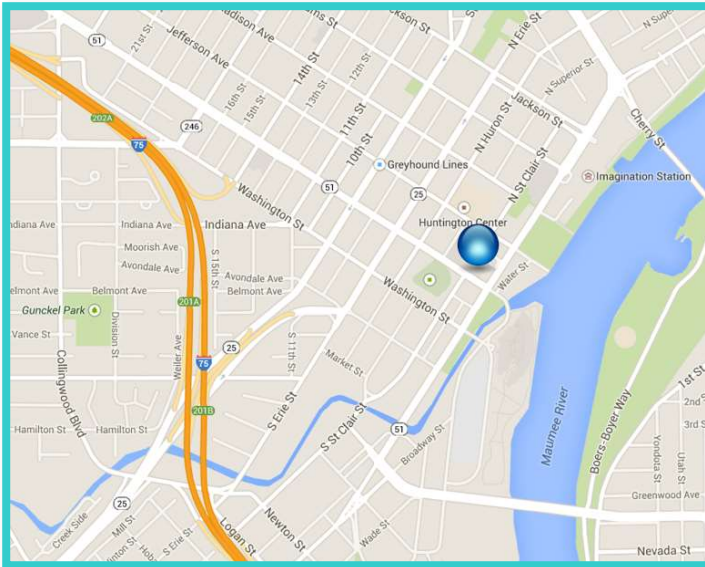 51
21st St
Jefferson Ave
Madison Ave
14th St
12th St
Jackson St
N Erie St
N Superior St
N Su
16th St
15th St
13th St
11th St
10th St
202A
246
75
Washington St
51
Greyhound Lines
25
N Huron St
Jackson St
N St Clair St
Cherry St
Imagination Station
Huntington Center
ndiana Ave
Indiana Ave
Indiana Ave
Moorish Ave
Avondale Ave
S 15th St
Avondale Ave
Water St
Belmont Ave
Belmont Ave
Belmont Ave
201A
Washington St
Gunckel Park
Vance St
Division St
Weiler Ave
25
75
S 11th St
Market St
Collingwood Blvd
201B
S Erie St
Hamilton St
Hamilton St
S St Clair St
51
Broadway St
Maumee River
Boers-Boyer Way
1st St
2nd S
3rd S
Yondota St
Utah St
25
Creek Side
Mill St
S Erie St
Logan St
Newton St
Wade St
Greenwood Ave
Nevada St